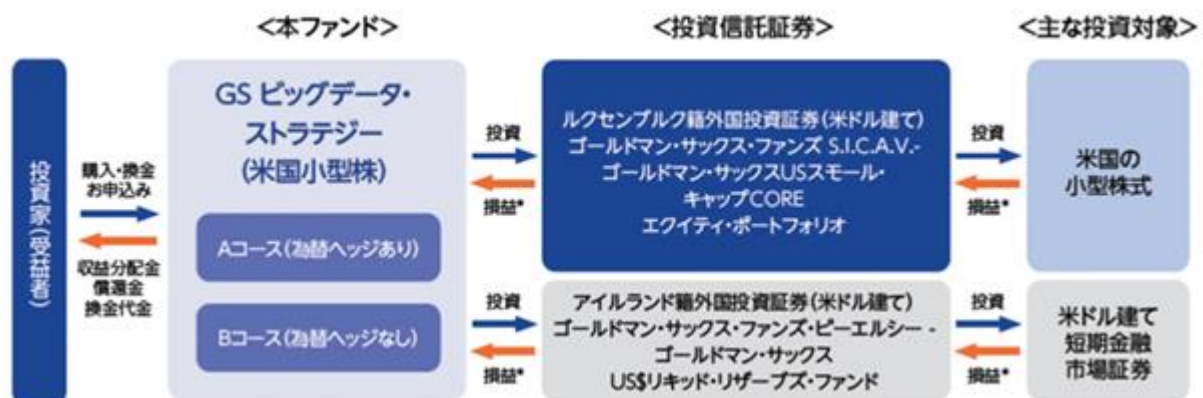 <本ファンド>
<投資信託証券>
<主な投資対象>
投資家(受益者)
購入・換金
お申込み
収益分配金
償還金
換金代金
GS ビッグデータ・
ストラテジー
(米国小型株)
Aコース(為替ヘッジあり)
Bコース(為替ヘッジなし)
投資
損益*
ルクセンブルク籍外国投資証券(米ドル建て)
ゴールドマン・サックス・ファンズ S.I.C.A.V.-
ゴールドマン・サックスUSスモール・
キャップCORE
エクイティ・ポートフォリオ
投資
損益*
米国の
小型株式
投資
損益*
アイルランド籍外国投資証券(米ドル建て)
ゴールドマン・サックス・ファンズ・ピーエルシー -
ゴールドマン・サックス
US$リキッド・リザーブズ・ファンド
投資
損益*
米ドル建て
短期金融
市場証券